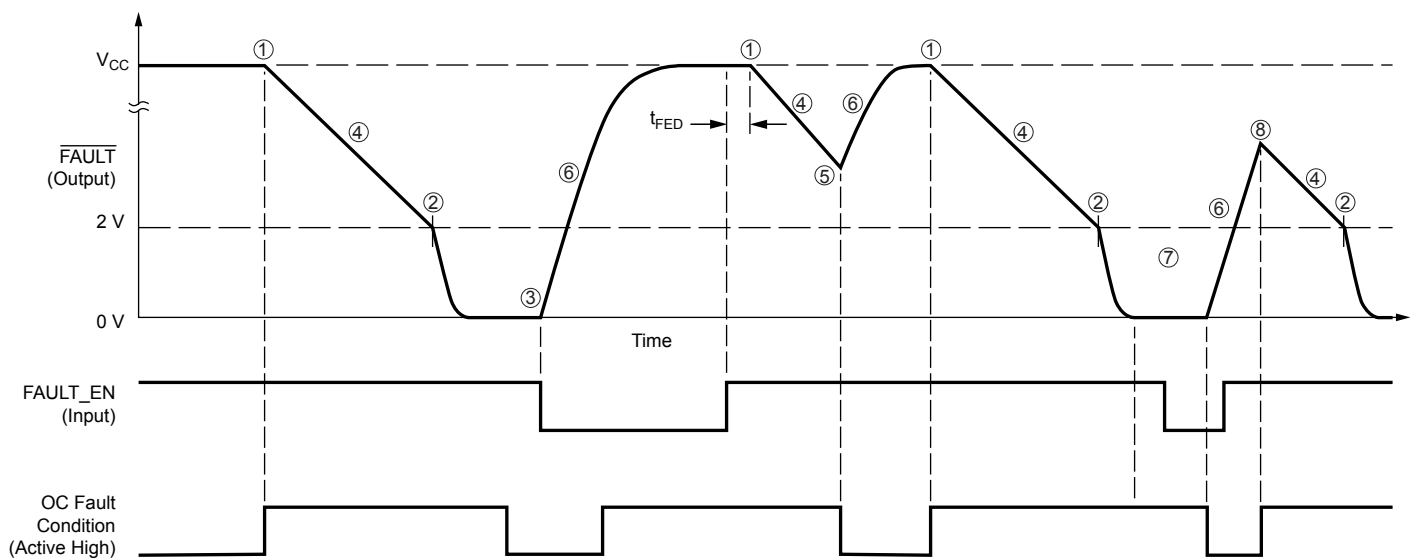 ① ① ①
V_CC
④ ④ ⑥ ④ ⑧
t_FED
FAULT
(Output)
⑥ ⑤ ④
② ② ⑥ ②
2 V
⑦
③
0 V
Time
FAULT_EN
(Input)
OC Fault
Condition
(Active High)